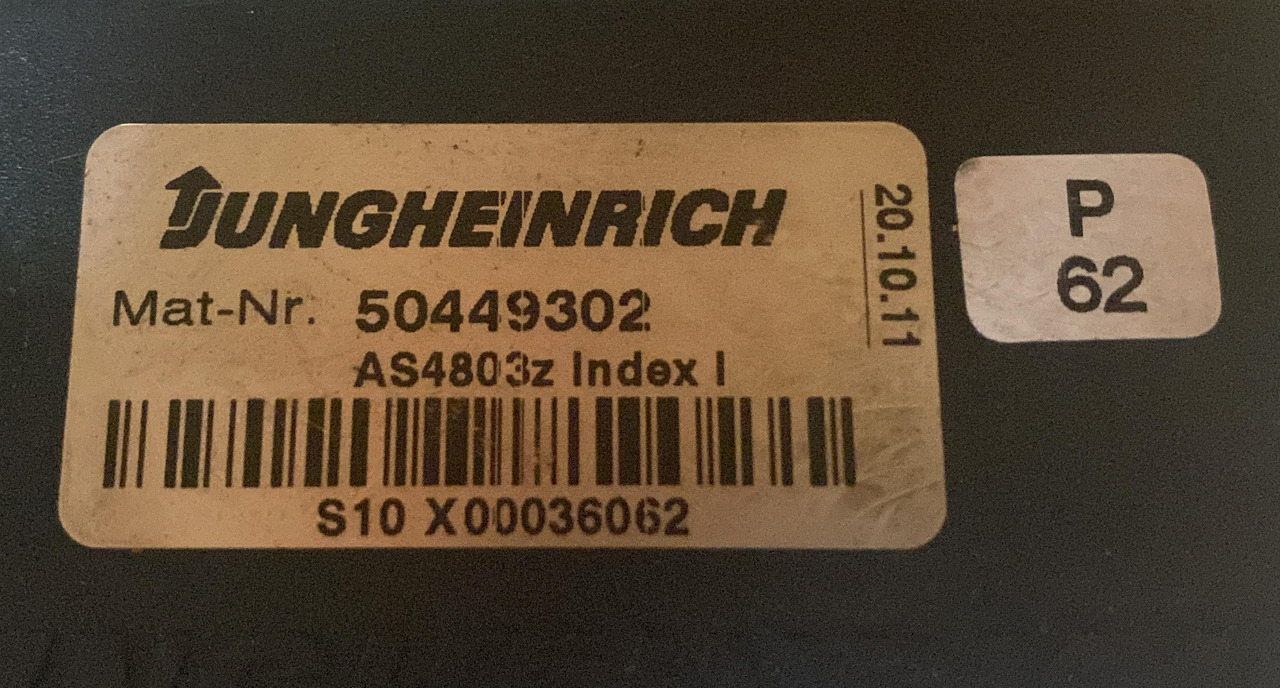 JUNGHEINRICH
Mat-Nr. 50449302
AS4803z Index I
S10 X00036062
20.10.11
P
62